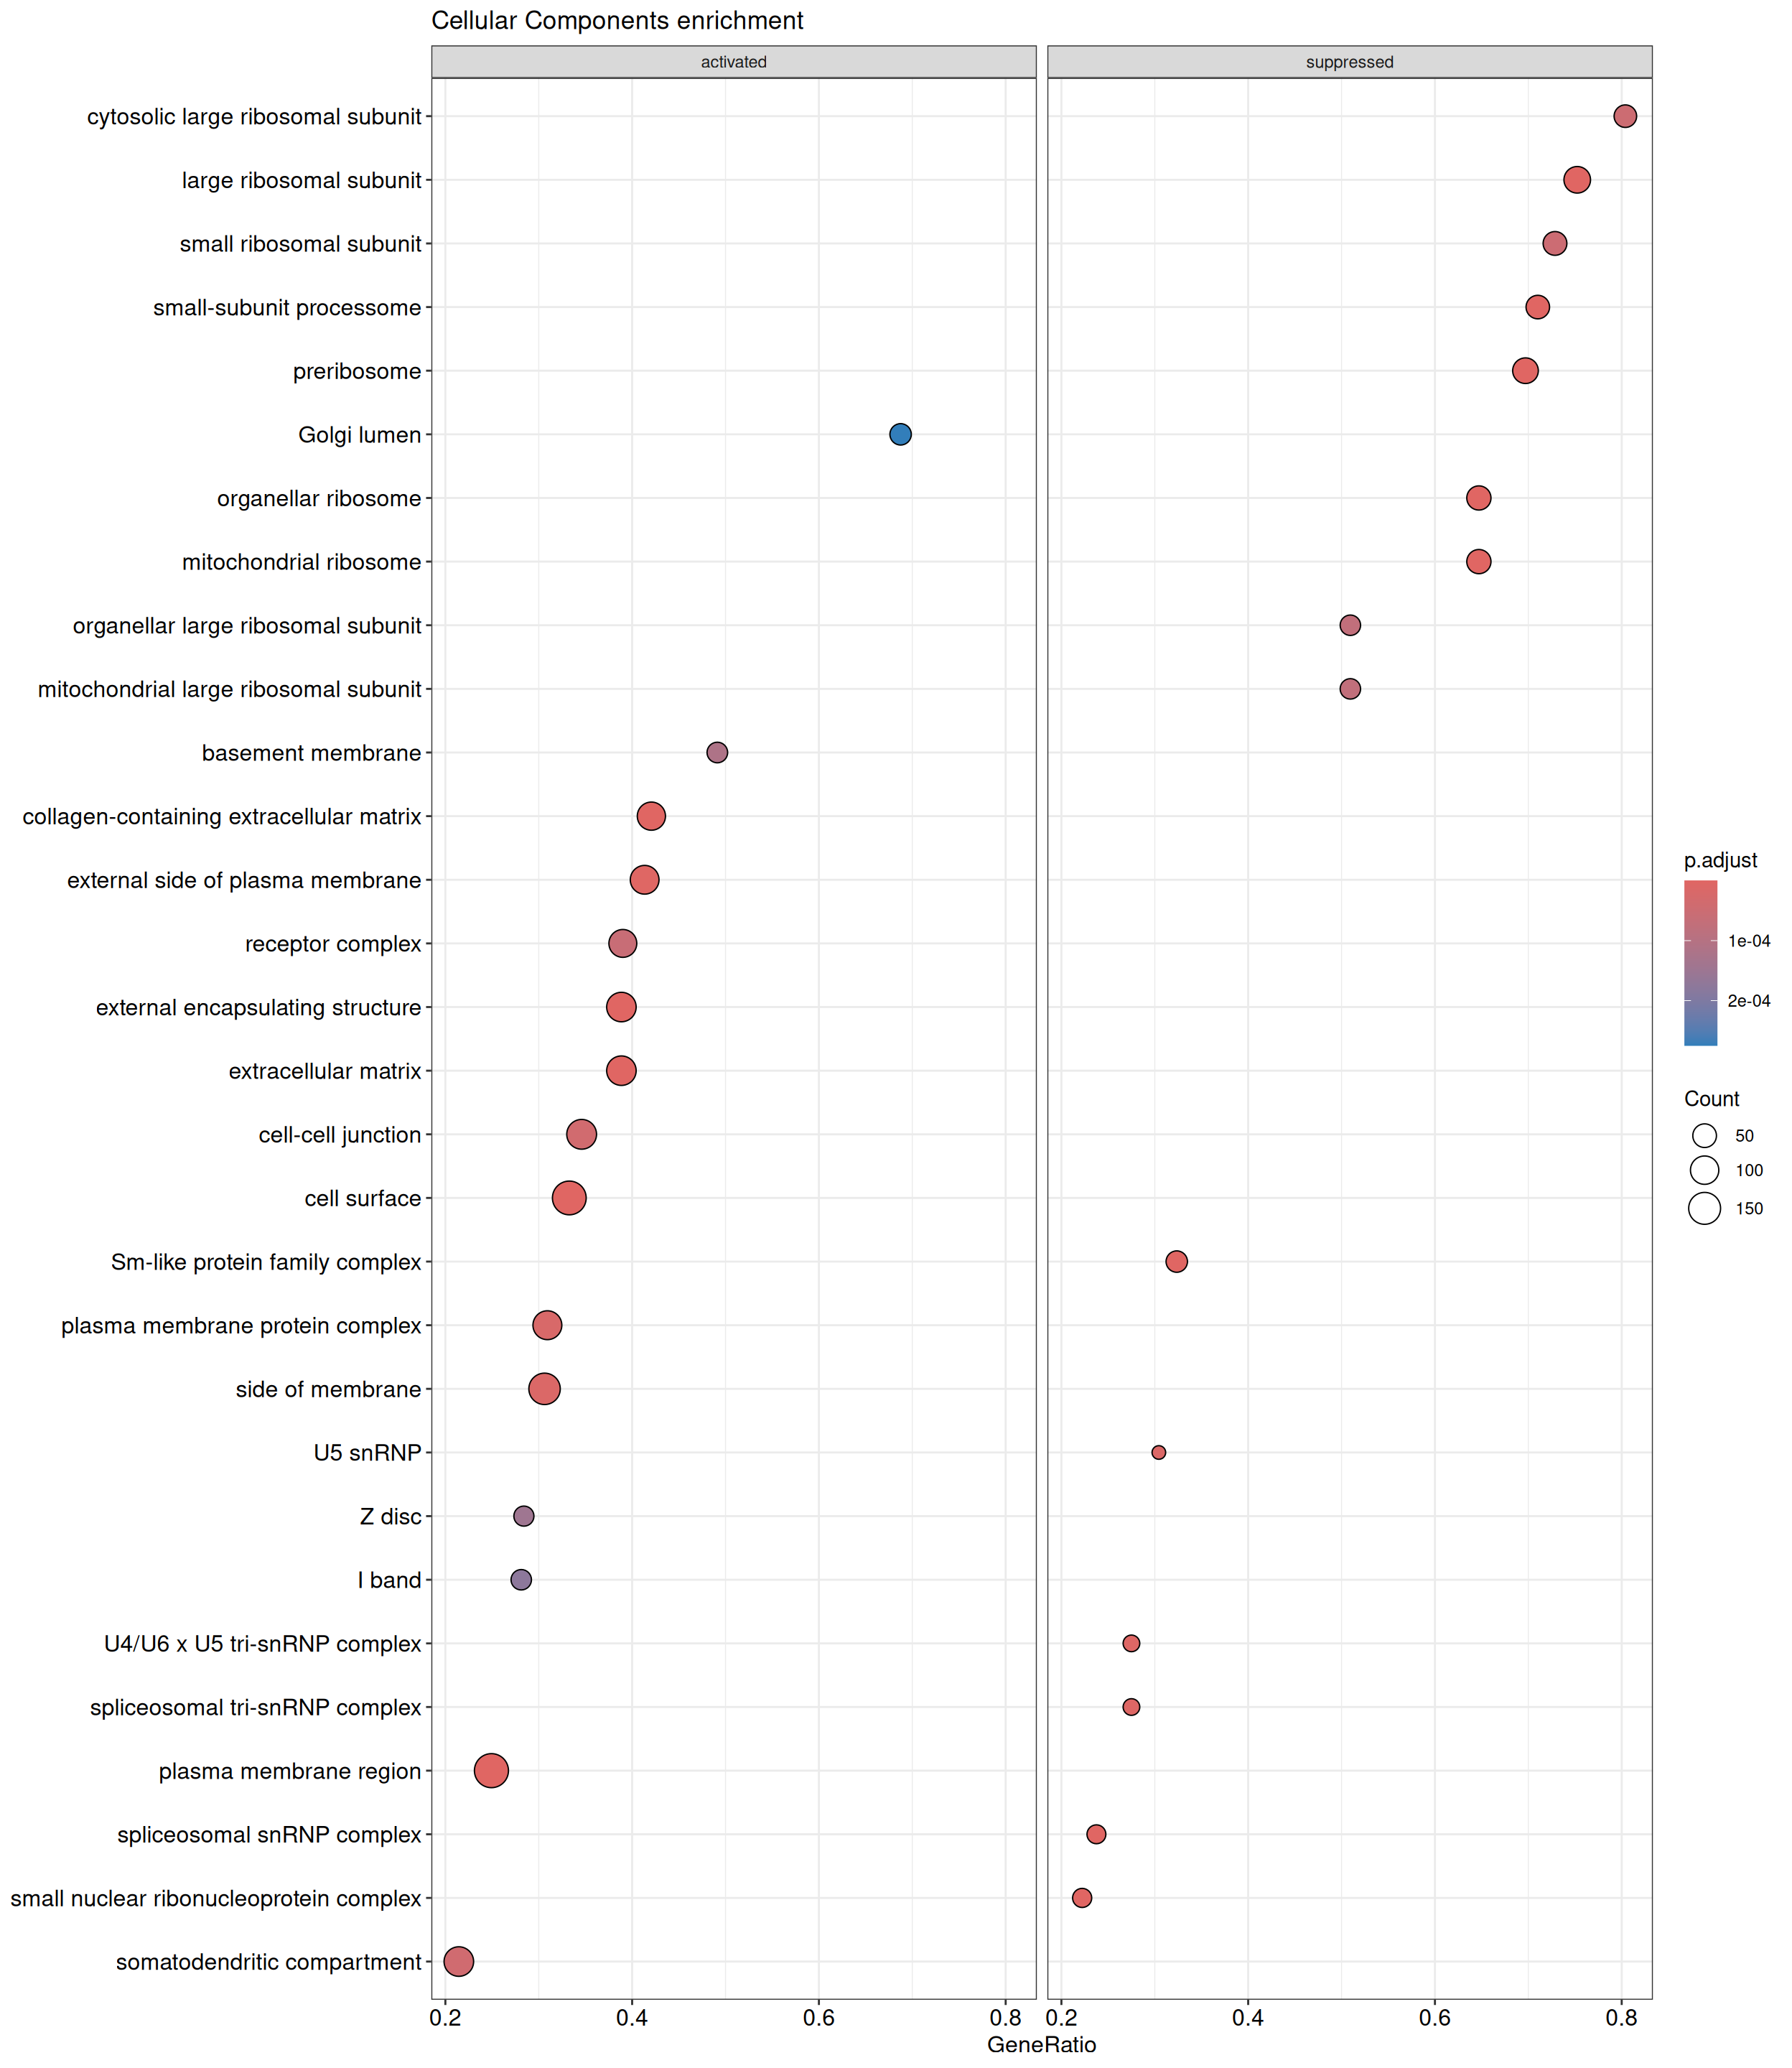 Cellular Components enrichment
activated
suppressed
cytosolic large ribosomal subunit
large ribosomal subunit
small ribosomal subunit
small-subunit processome
preribosome
Golgi lumen
organellar ribosome
mitochondrial ribosome
organellar large ribosomal subunit
mitochondrial large ribosomal subunit
basement membrane
collagen-containing extracellular matrix
external side of plasma membrane
receptor complex
external encapsulating structure
extracellular matrix
cell-cell junction
cell surface
Sm-like protein family complex
plasma membrane protein complex
side of membrane
U5 snRNP
Z disc
I band
U4/U6 x U5 tri-snRNP complex
spliceosomal tri-snRNP complex
plasma membrane region
spliceosomal snRNP complex
small nuclear ribonucleoprotein complex
somatodendritic compartment
0.2 0.4 0.6 0.8 0.2 0.4 0.6 0.8
GeneRatio
p.adjust
1e-04
2e-04
Count
50
100
150